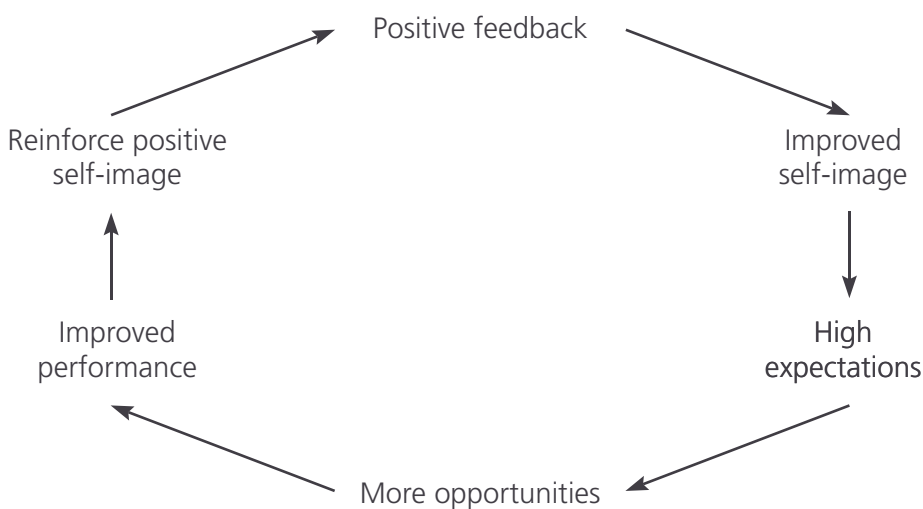 Positive feedback
Improved
self-image
High
expectations
More opportunities
Improved
performance
Reinforce positive
self-image